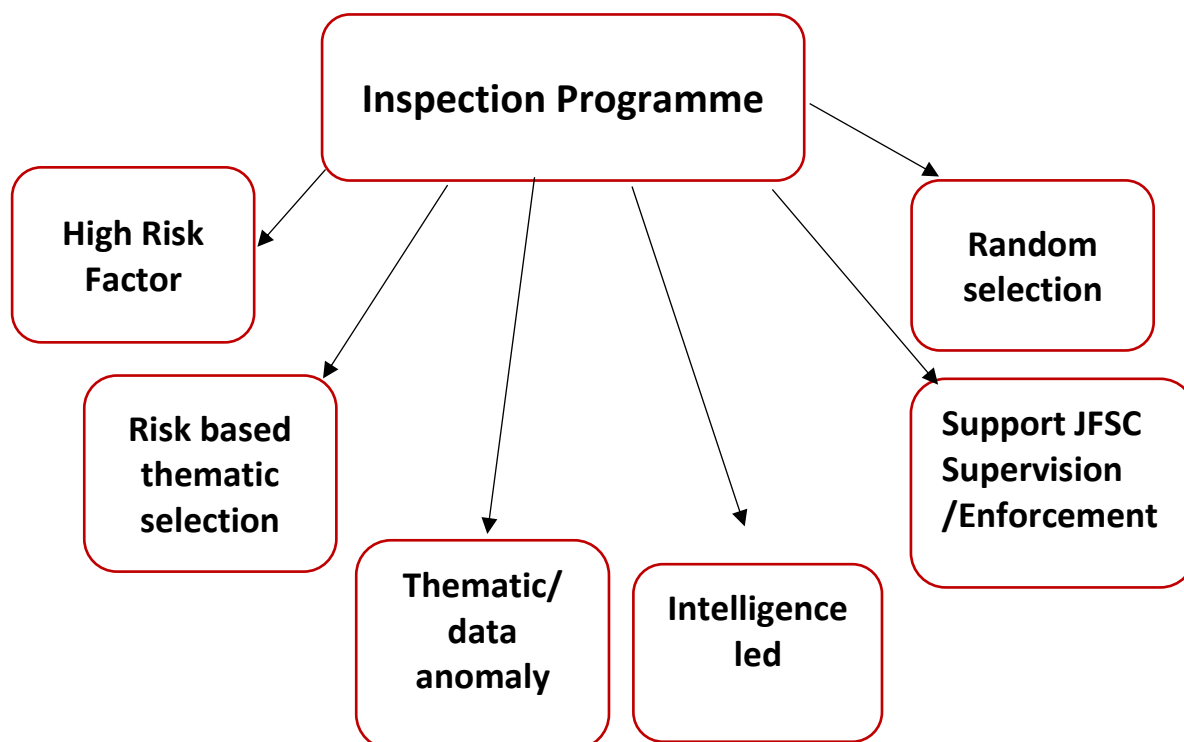 Inspection Programme
High Risk
Factor
Random
selection
Risk based
thematic
selection
Support JFSC
Supervision
/Enforcement
Thematic/
data
anomaly
Intelligence
led